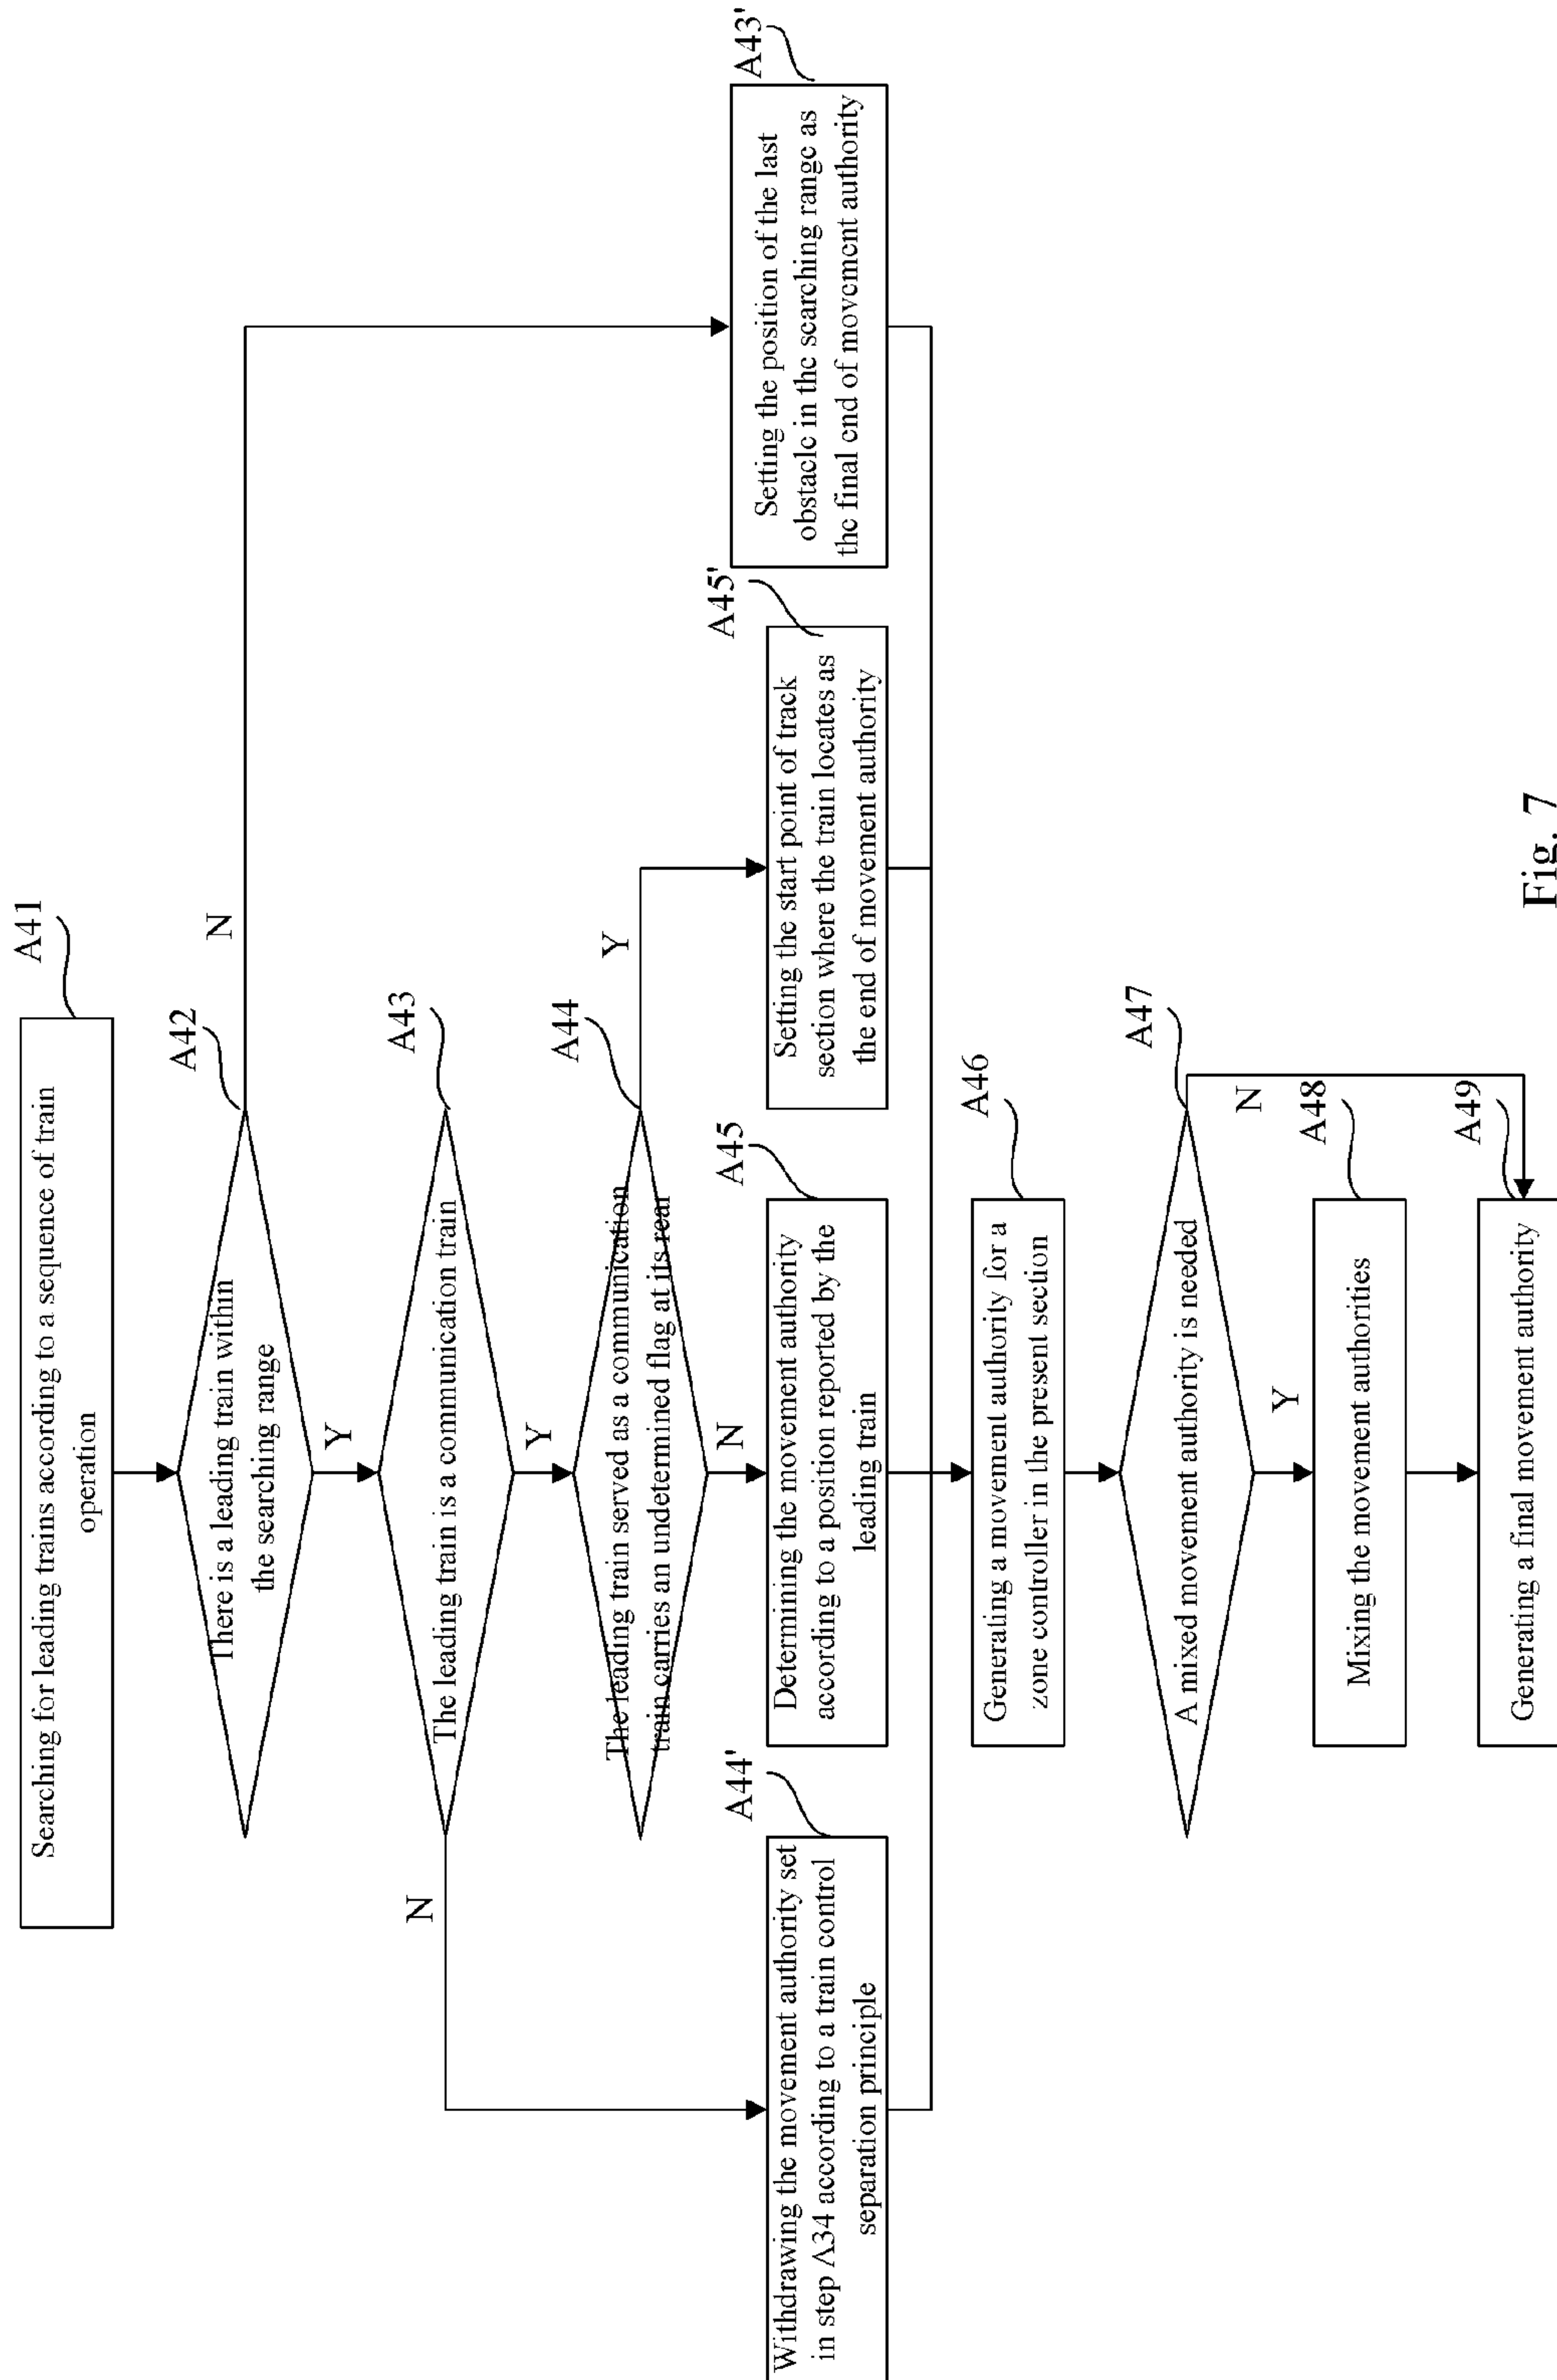 A41
Searching for leading trains according to a sequence of train
operation
A42
There is a leading train within
the searching range
N
Y
A43
The leading train is a communication train
N
Y
A44
The leading train served as a communication
train carries an undetermined flag at its rear
Y
N
A44'
Withdrawing the movement authority set
in step A34 according to a train control
separation principle
A45
Determining the movement authority
according to a position reported by the
leading train
A45'
Setting the start point of track
section where the train locates as
the end of movement authority
A43'
Setting the position of the last
obstacle in the searching range as
the final end of movement authority
A46
Generating a movement authority for a
zone controller in the present section
A47
A mixed movement authority is needed
N
Y
A48
Mixing the movement authorities
A49
Generating a final movement authority
Fig. 7